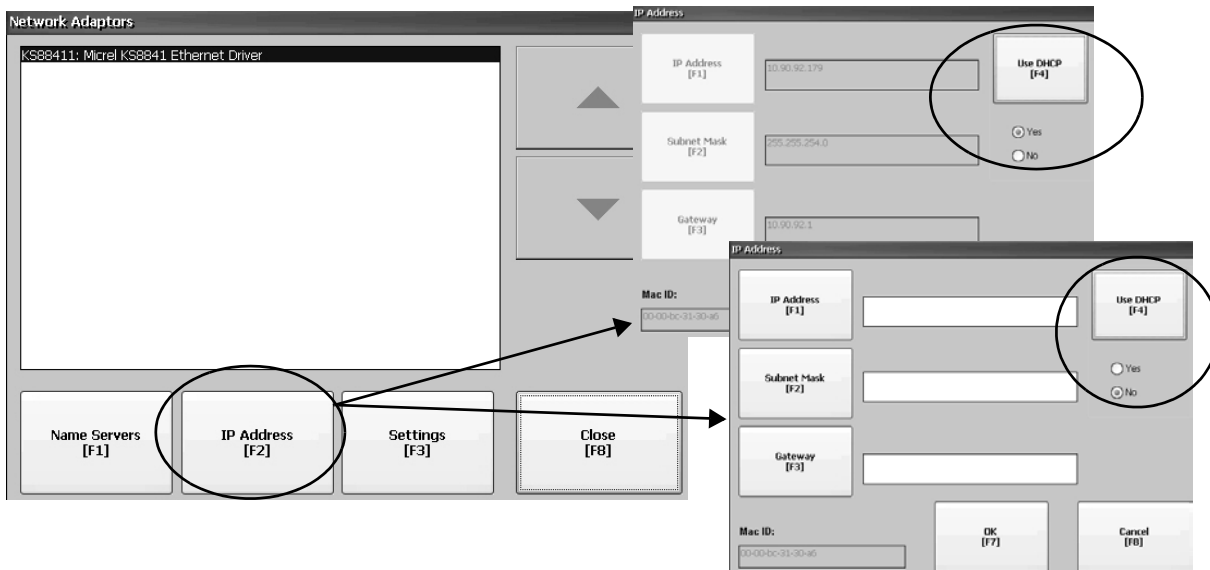 Network Adaptors
KS88411: Micrel KS8841 Ethernet Driver
Name Servers
[F1]
IP Address
[F2]
Settings
[F3]
Close
[F8]
IP Address
IP Address
[F1]
10.90.92.179
Use DHCP
[F4]
Yes
No
Subnet Mask
[F2]
255.255.254.0
Gateway
[F3]
10.90.92.1
Mac ID:
00-00-bc-31-30-a6
IP Address
IP Address
[F1]
Use DHCP
[F4]
Yes
No
Subnet Mask
[F2]
Gateway
[F3]
Mac ID:
00-00-bc-31-30-a6
OK
[F7]
Cancel
[F8]